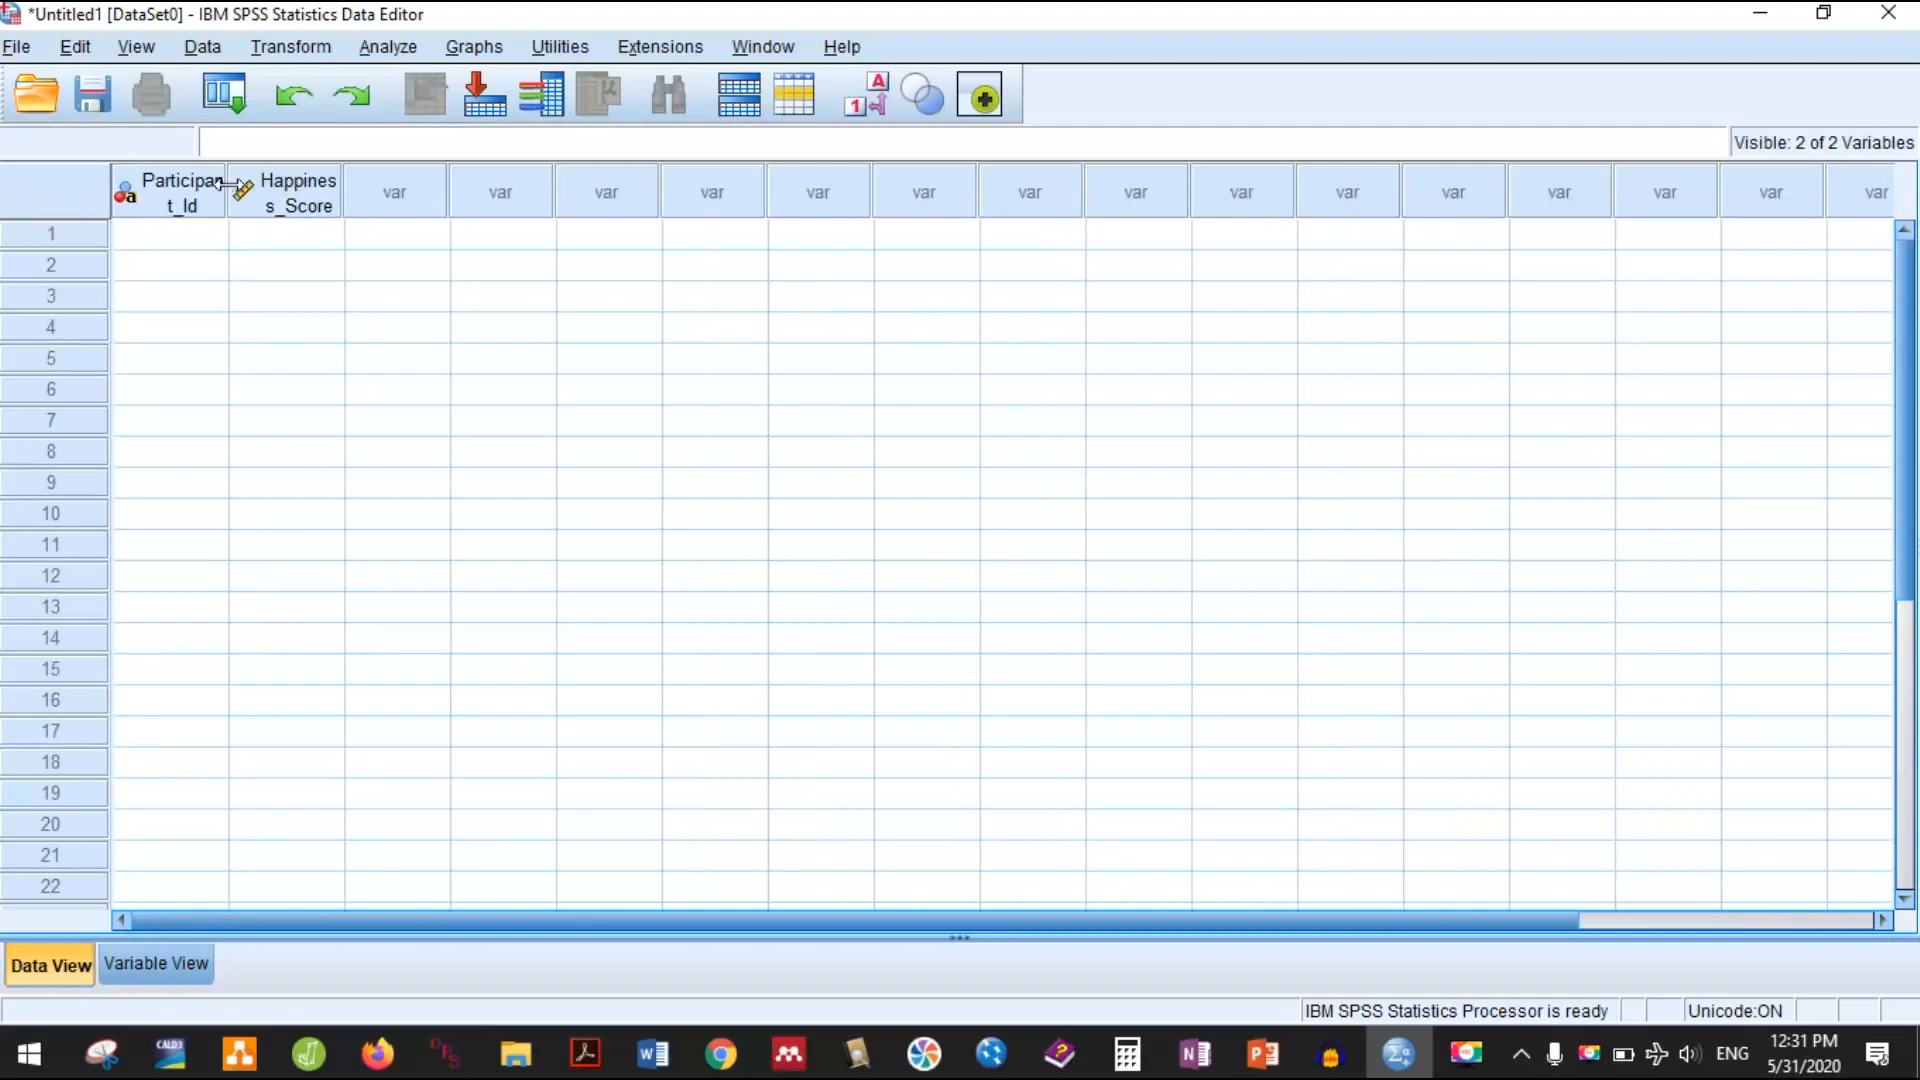 *Untitled1 [DataSet0] - IBM SPSS Statistics Data Editor
File Edit View Data Transform Analyze Graphs Utilities Extensions Window Help
Visible: 2 of 2 Variables
Participan
t_Id
Happines
s_Score
var var var var var var var var var var var var var var var
1
2
3
4
5
6
7
8
9
10
11
12
13
14
15
16
17
18
19
20
21
22
Data View Variable View
IBM SPSS Statistics Processor is ready Unicode:ON
ENG
12:31 PM
5/31/2020